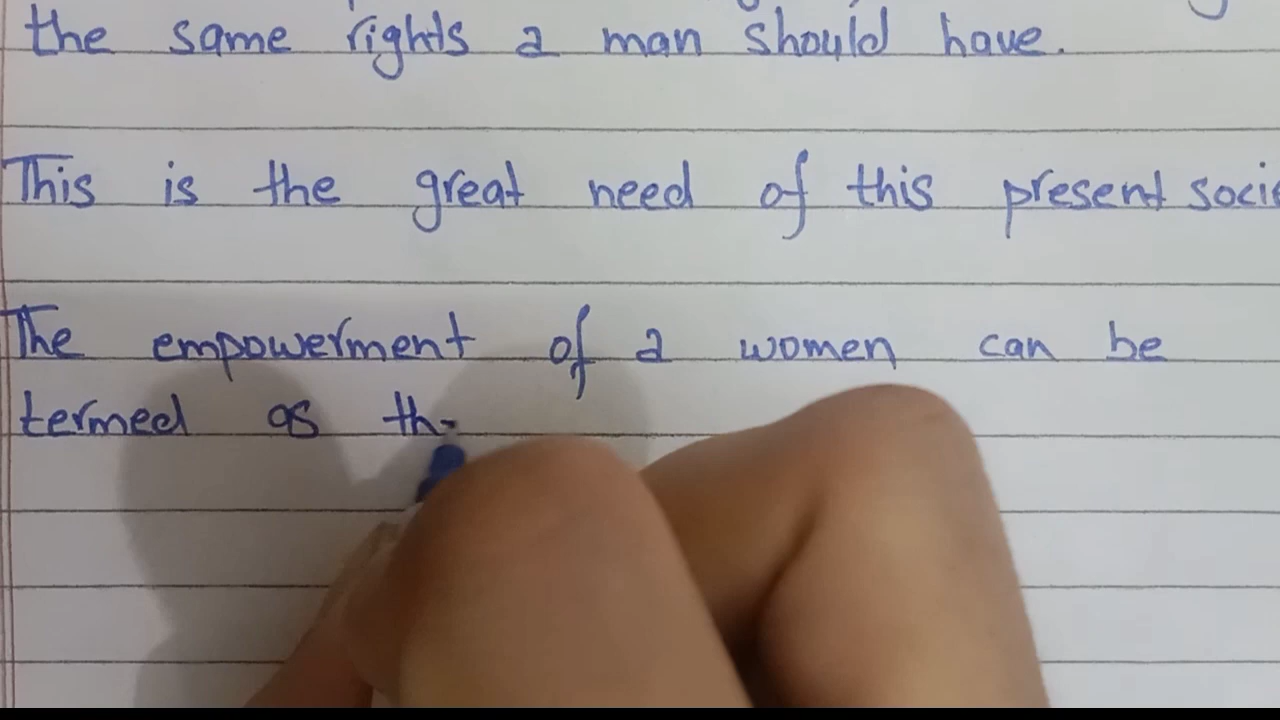 the same rights a man should have.
This is the great need of this present socie
The empowerment of a women can be
termed as th